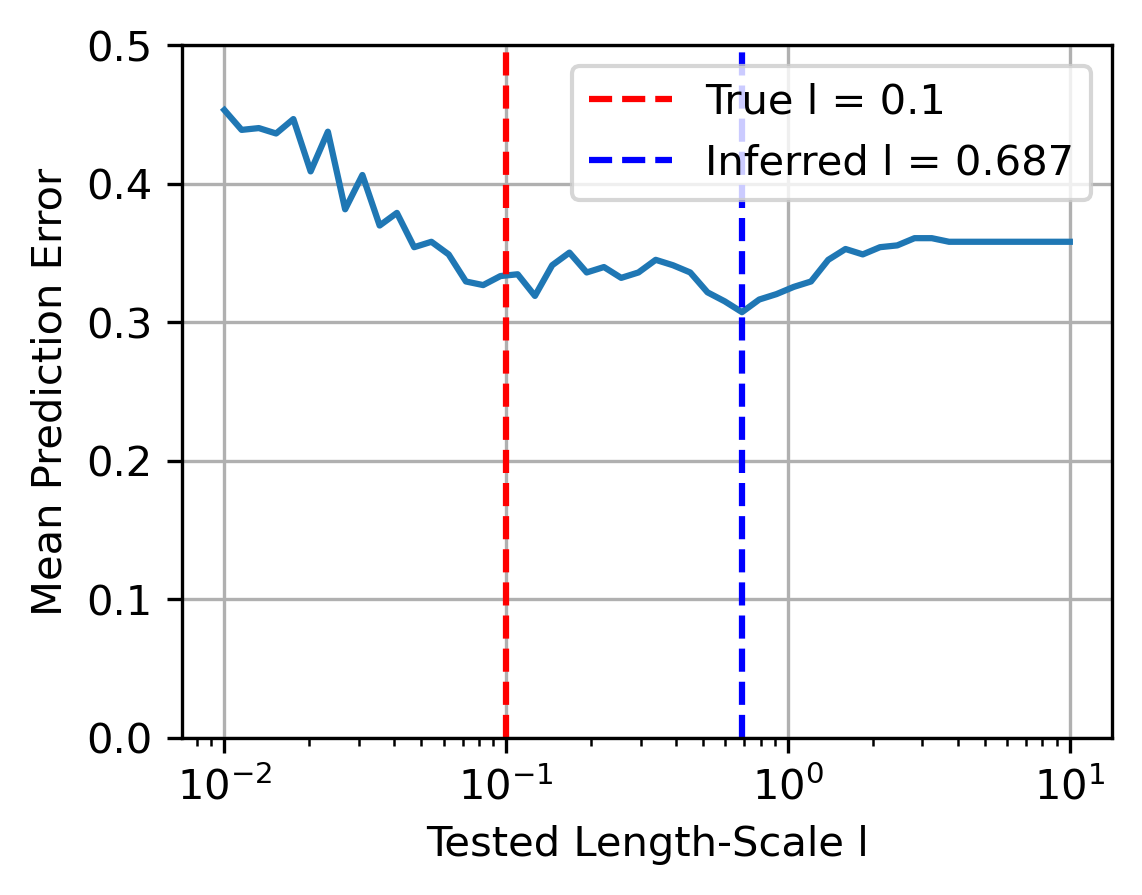 0.5
0.4
0.3
0.2
0.1
0.0
Mean Prediction Error
True l = 0.1
Inferred l = 0.687
10⁻² 10⁻¹ 10⁰ 10¹
Tested Length-Scale l